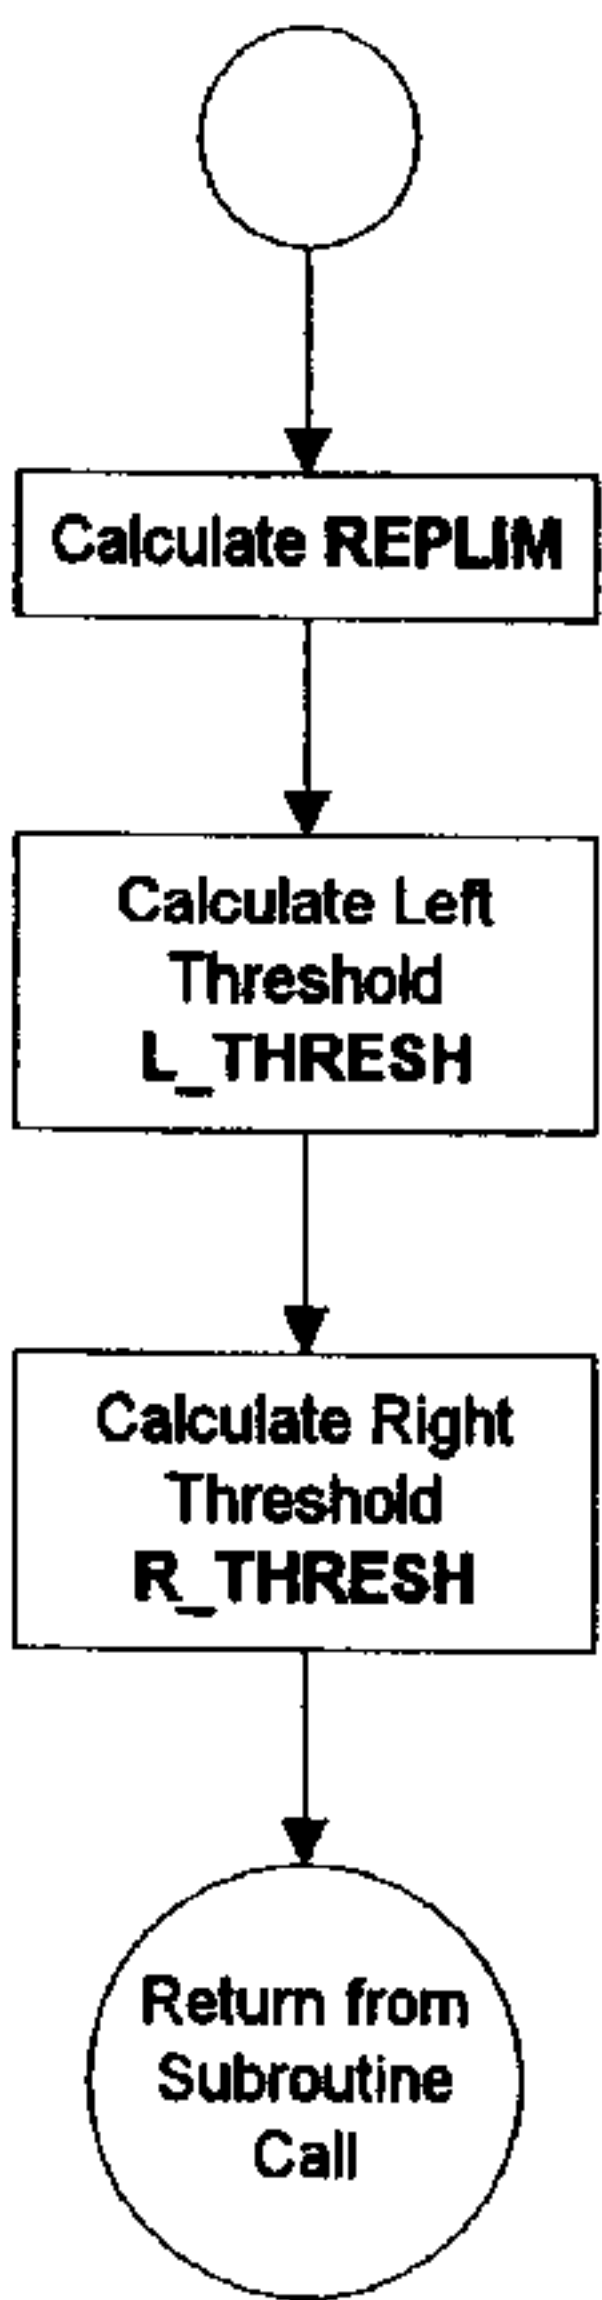 Calculate REPLIM
Calculate Left
Threshold
L_THRESH
Calculate Right
Threshold
R_THRESH
Return from
Subroutine
Call